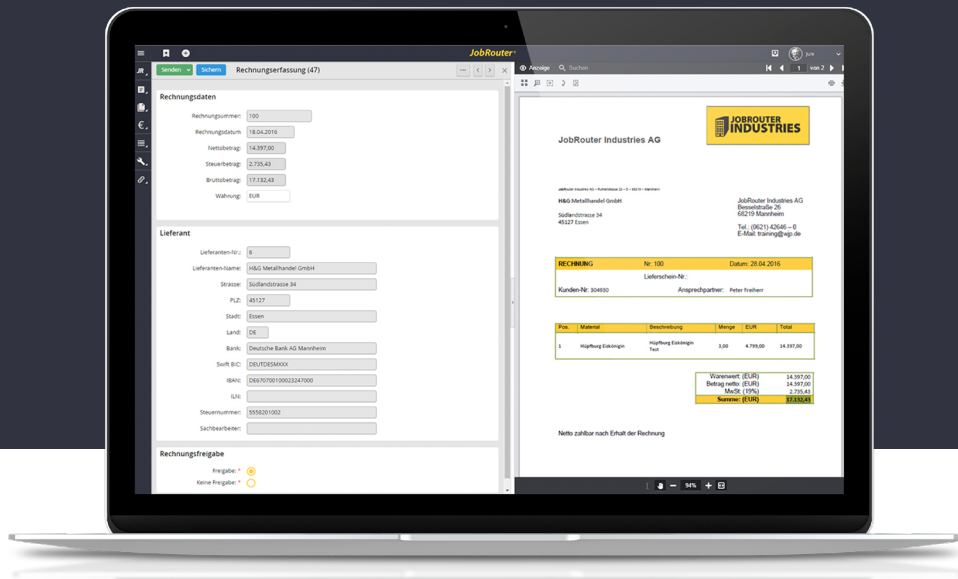 JobRouter
jure
Senden
Sichern
Rechnungserfassung (47)
Anzeige
Suchen
1 von 2
Rechnungsdaten
Rechnungsummer: 100
Rechnungsdatum 18.04.2016
Nettobetrag: 14.397,00
Steuerbetrag: 2.735,43
Bruttobetrag: 17.132,43
Währung: EUR
Lieferant
Lieferanten-Nr.: 6
Lieferanten-Name: H&G Metallhandel GmbH
Strasse: Südlandstrasse 34
PLZ: 45127
Stadt: Essen
Land: DE
Bank: Deutsche Bank AG Mannheim
Swift BIC: DEUTDESMXXX
IBAN: DE670700100023247000
ILN:
Steuernummer: 5558201002
Sachbearbeiter:
Rechnungsfreigabe
Freigabe: *
Keine Freigabe: *
JobRouter Industries AG
JOBROUTER
INDUSTRIES
H&G Metallhandel GmbH
Südlandstrasse 34
45127 Essen
JobRouter Industries AG
Besselstraße 26
68219 Mannheim
Tel.: (0621) 42646 – 0
E-Mail: training@wjp.de
RECHNUNG Nr: 100 Datum: 28.04.2016
Lieferschein-Nr.:
Kunden-Nr: 304930 Ansprechpartner: Peter Freiherr
Pos. Material Beschreibung Menge EUR Total
1 Hüpfburg Eiskönigin Hüpfburg Eiskönigin 3,00 4.799,00 14.397,00
Test
Warenwert: (EUR) 14.397,00
Betrag netto: (EUR) 14.397,00
MwSt: (19%) 2.735,43
Summe: (EUR) 17.132,43
Netto zahlbar nach Erhalt der Rechnung
94%